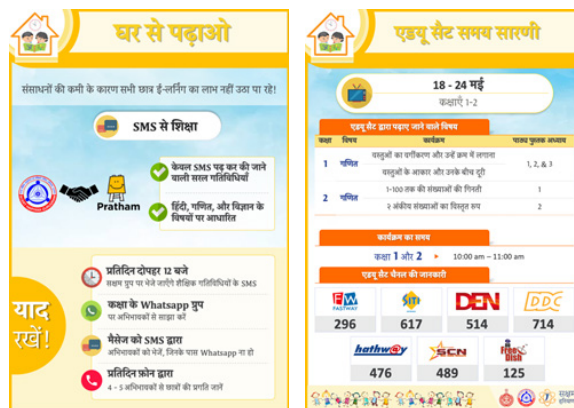 घर से पढ़ाओ
संसाधनों की कमी के कारण सभी छात्र ई-लर्निंग का लाभ नहीं उठा पा रहे!
SMS से शिक्षा
केवल SMS पढ़ कर की जाने
वाली सरल गतिविधियाँ
Pratham
हिंदी, गणित, और विज्ञान के
विषयों पर आधारित
याद
रखें!
प्रतिदिन दोपहर 12 बजे
सक्षम ग्रुप पर भेजे जाएँगे शैक्षिक गतिविधियों के SMS
कक्षा के Whatsapp ग्रुप
पर अभिभावकों से साझा करें
मैसेज को SMS द्वारा
अभिभावकों को भेजें, जिनके पास Whatsapp ना हो
प्रतिदिन फ़ोन द्वारा
4 - 5 अभिभावकों से छात्रों की प्रगति जानें
एडयू सैट समय सारणी
18 - 24 मई
कक्षाएँ 1-2
एडयू सैट द्वारा पढ़ाए जाने वाले विषय
कक्षा विषय कार्यक्रम पाठ्य पुस्तक अध्याय
1 गणित वस्तुओं का वर्गीकरण और उन्हें क्रम में लगाना 1, 2, & 3
वस्तुओं के आकार और उनके बीच दूरी
2 गणित 1-100 तक की संख्याओं की गिनती 1
२ अंकीय संख्याओं का विस्तृत रुप 2
कार्यक्रम का समय
कक्षा 1 और 2 10:00 am – 11:00 am
एडयू सैट चैनल की जानकारी
FASTWAY SITI DEN DDC
296 617 514 714
hathway SCN Free Dish
476 489 125